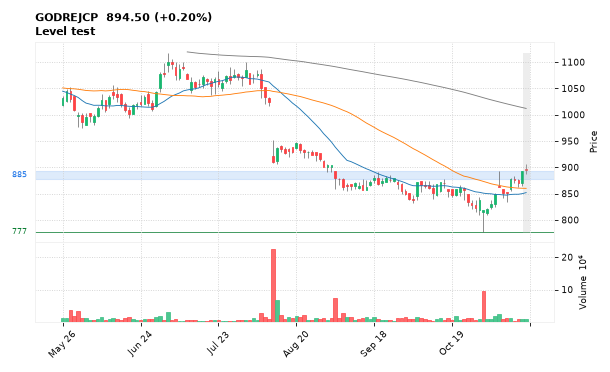 GODREJCP 894.50 (+0.20%)
Level test
1100
1050
1000
950
900
850
800
Price
885
777
20
10
Volume 10⁴
May 26
Jun 24
Jul 23
Aug 20
Sep 18
Oct 19